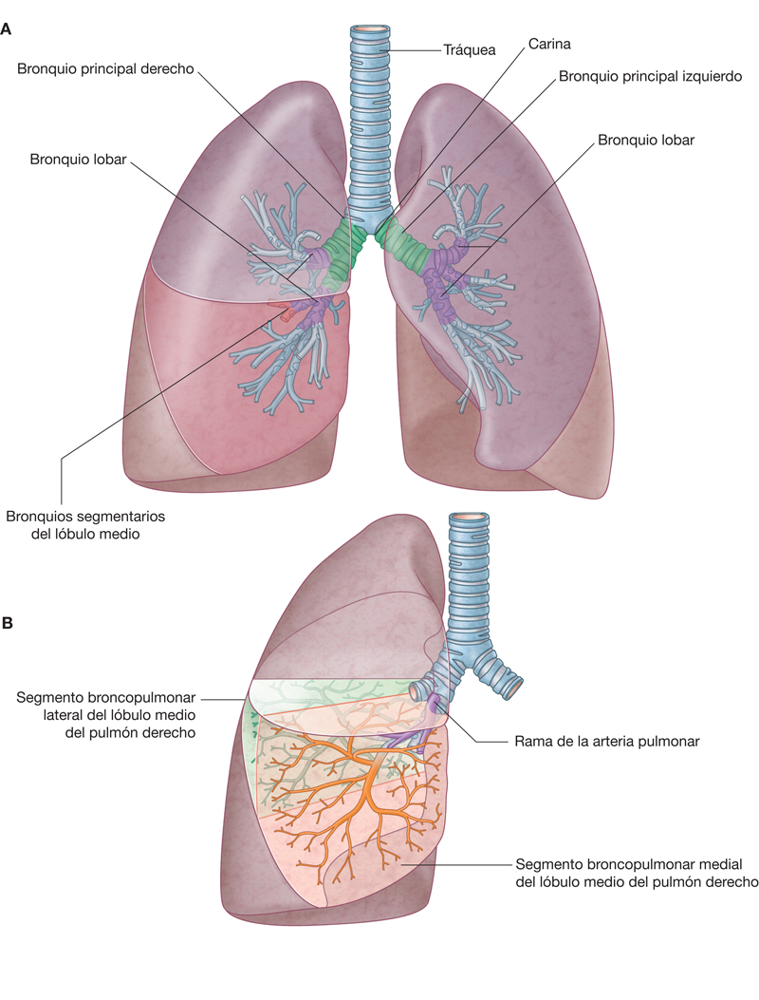 A
Tráquea
Carina
Bronquio principal derecho
Bronquio principal izquierdo
Bronquio lobar
Bronquio lobar
Bronquios segmentarios
del lóbulo medio
B
Segmento broncopulmonar
lateral del lóbulo medio
del pulmón derecho
Rama de la arteria pulmonar
Segmento broncopulmonar medial
del lóbulo medio del pulmón derecho